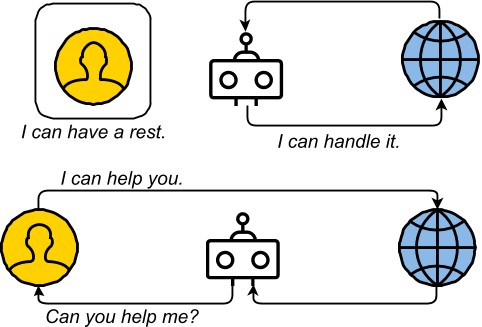 I can have a rest.
I can handle it.
I can help you.
Can you help me?